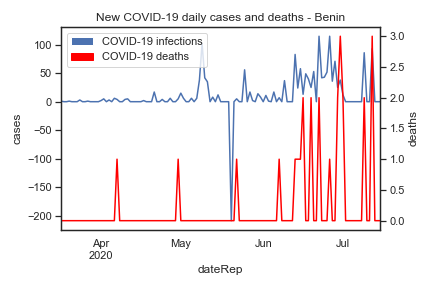 New COVID-19 daily cases and deaths - Benin
COVID-19 infections
COVID-19 deaths
cases
100
50
0
−50
−100
−150
−200
3.0
2.5
2.0
1.5
1.0
0.5
0.0
deaths
Apr
2020
May
Jun
Jul
dateRep